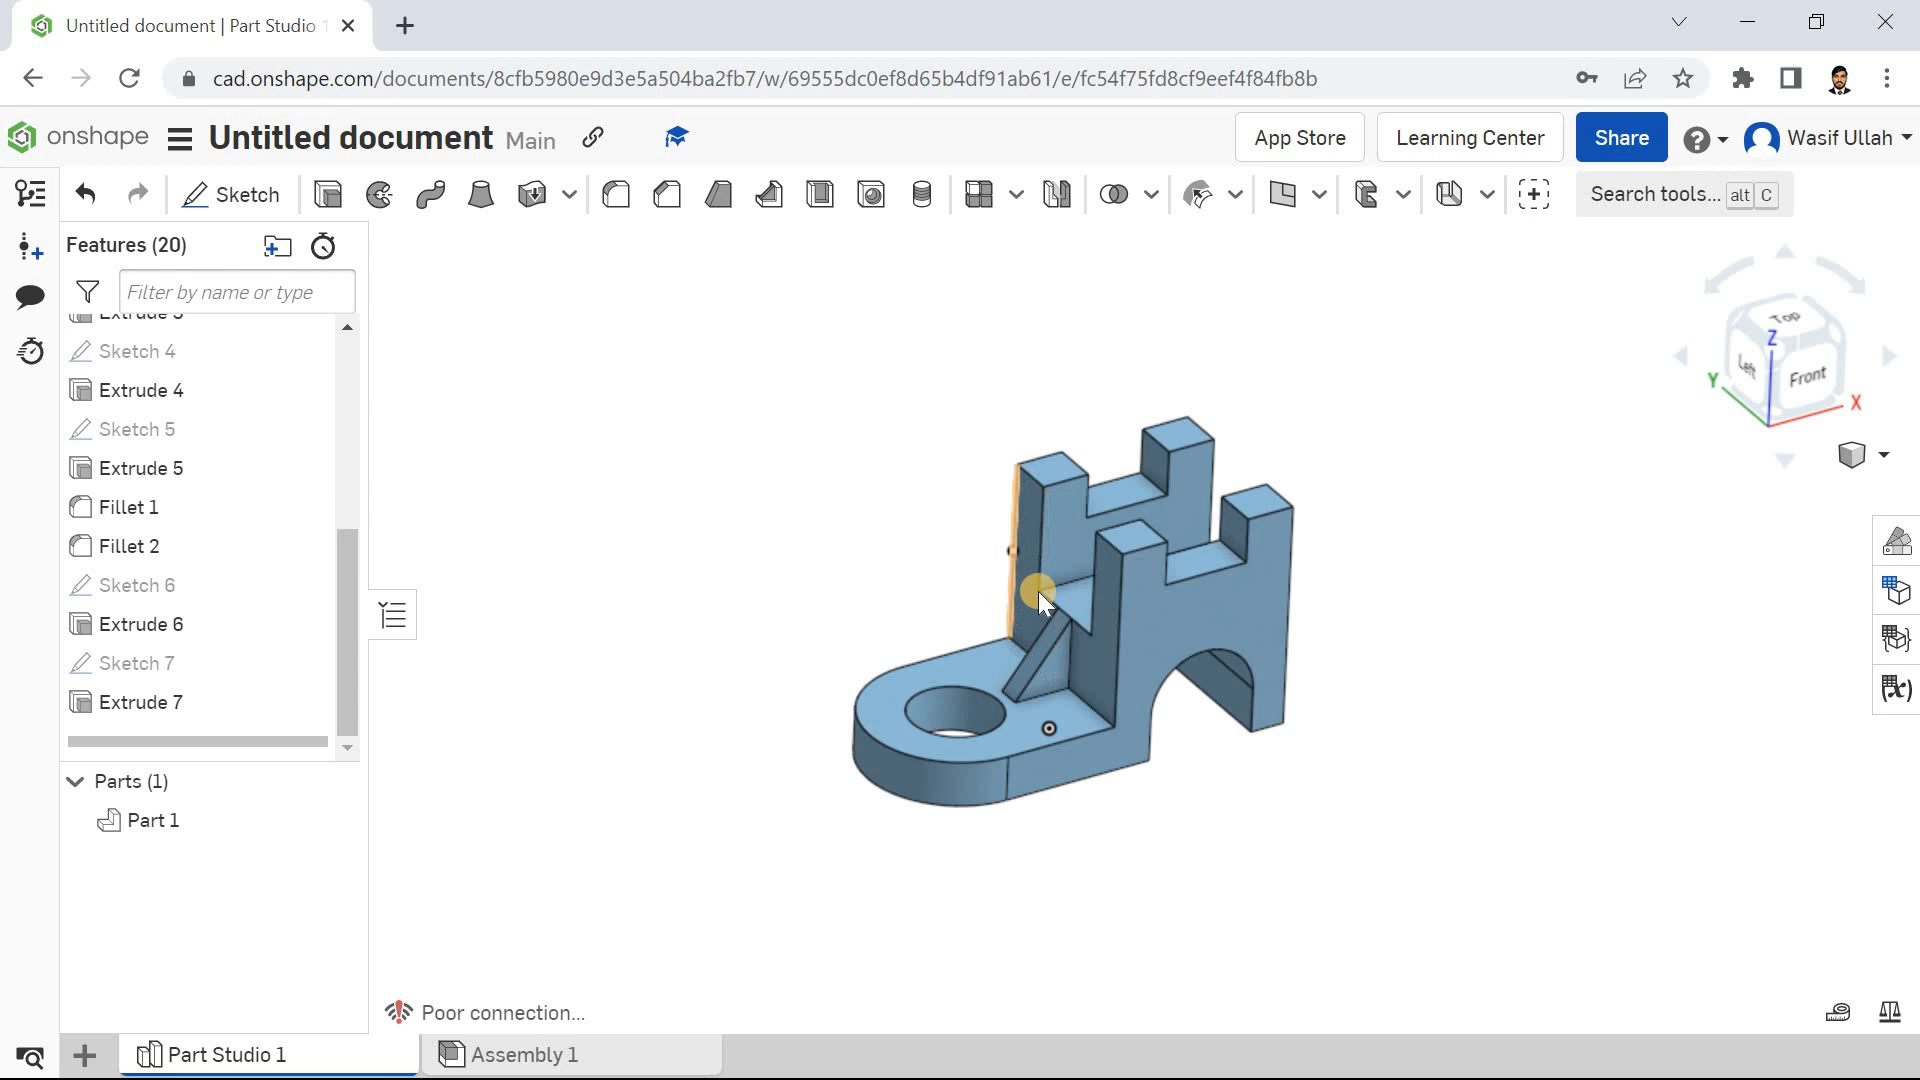 Untitled document | Part Studio 1
cad.onshape.com/documents/8cfb5980e9d3e5a504ba2fb7/w/69555dc0ef8d65b4df91ab61/e/fc54f75fd8cf9eef4f84fb8b
onshape Untitled document Main App Store Learning Center Share Wasif Ullah
Sketch Search tools... alt C
Features (20)
Filter by name or type
Extrude 3
Sketch 4
Extrude 4
Sketch 5
Extrude 5
Fillet 1
Fillet 2
Sketch 6
Extrude 6
Sketch 7
Extrude 7
Parts (1)
Part 1
Top
Z
Left
Front
Y
X
Poor connection...
Part Studio 1
Assembly 1